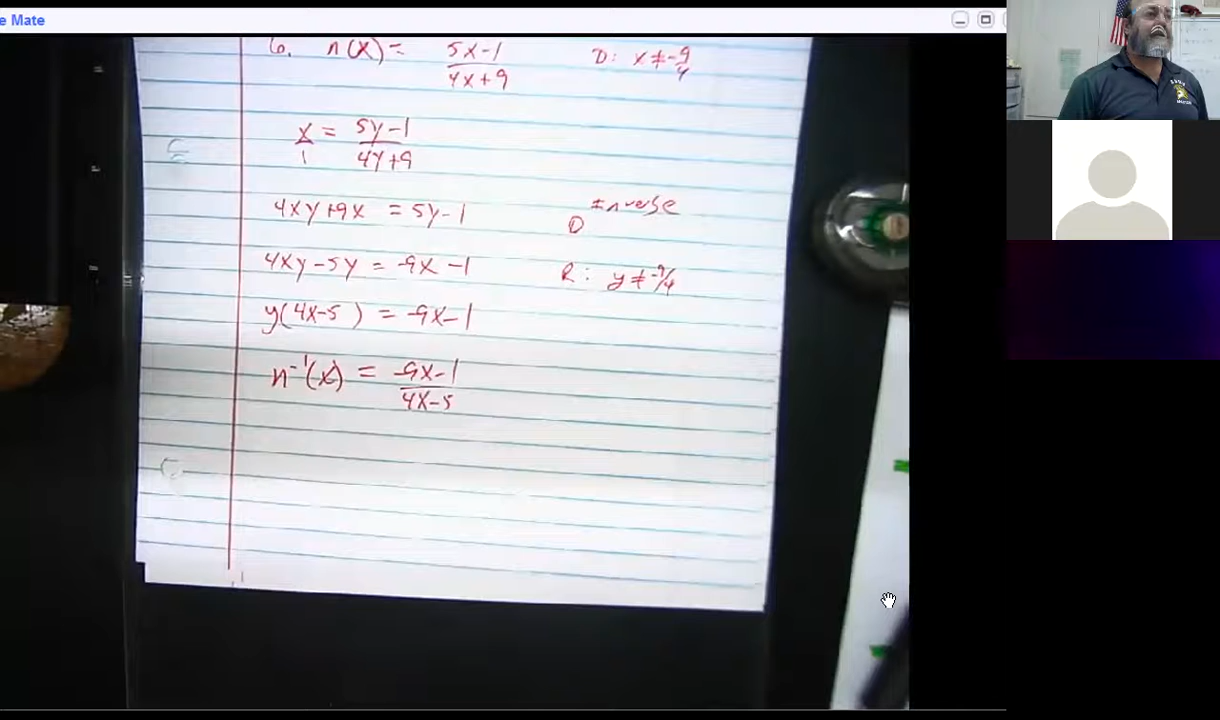 e Mate
6. n(x) = 5x-1 / 4x+9 D: x ≠ -9/4
x/1 = 5y-1 / 4y+9
4xy+9x = 5y-1
Inverse
D
4xy-5y = -9x-1
R: y ≠ -9/4
y(4x-5) = -9x-1
n⁻¹(x) = -9x-1 / 4x-5